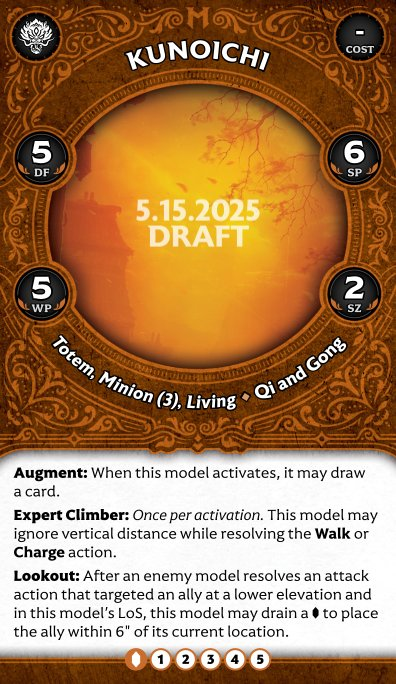 KUNOICHI
-
COST
5
DF
6
SP
5.15.2025
DRAFT
5
WP
2
SZ
Totem, Minion (3), Living ♦ Qi and Gong
Augment: When this model activates, it may draw
a card.
Expert Climber: Once per activation. This model may
ignore vertical distance while resolving the Walk or
Charge action.
Lookout: After an enemy model resolves an attack
action that targeted an ally at a lower elevation and
in this model's LoS, this model may drain a ⬮ to place
the ally within 6" of its current location.
1 2 3 4 5